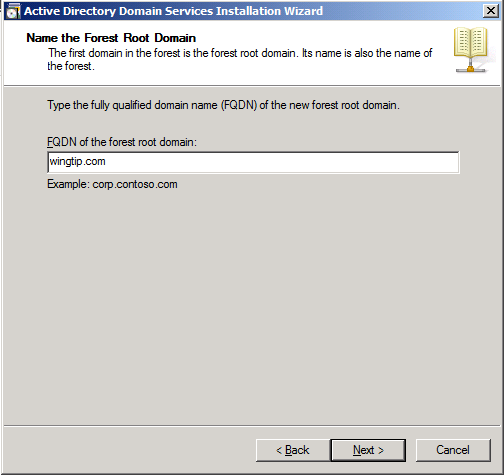 Active Directory Domain Services Installation Wizard
Name the Forest Root Domain
The first domain in the forest is the forest root domain. Its name is also the name of
the forest.
Type the fully qualified domain name (FQDN) of the new forest root domain.
FQDN of the forest root domain:
wingtip.com
Example: corp.contoso.com
< Back Next > Cancel